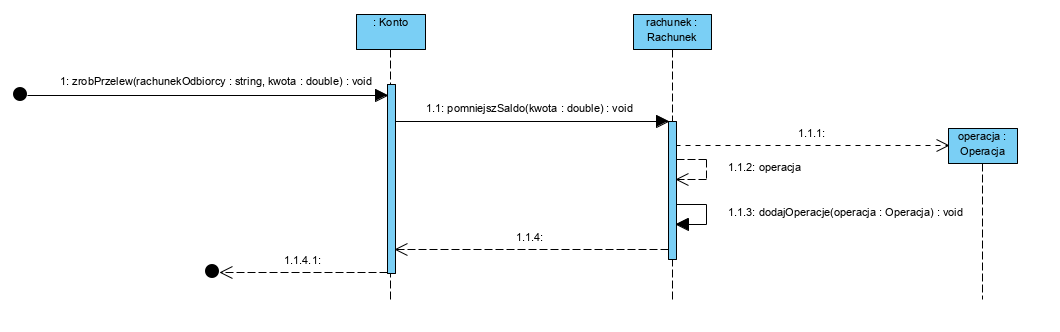 : Konto
rachunek :
Rachunek
1: zrobPrzelew(rachunekOdbiorcy : string, kwota : double) : void
1.1: pomniejszSaldo(kwota : double) : void
1.1.1:
operacja :
Operacja
1.1.2: operacja
1.1.3: dodajOperacje(operacja : Operacja) : void
1.1.4:
1.1.4.1: